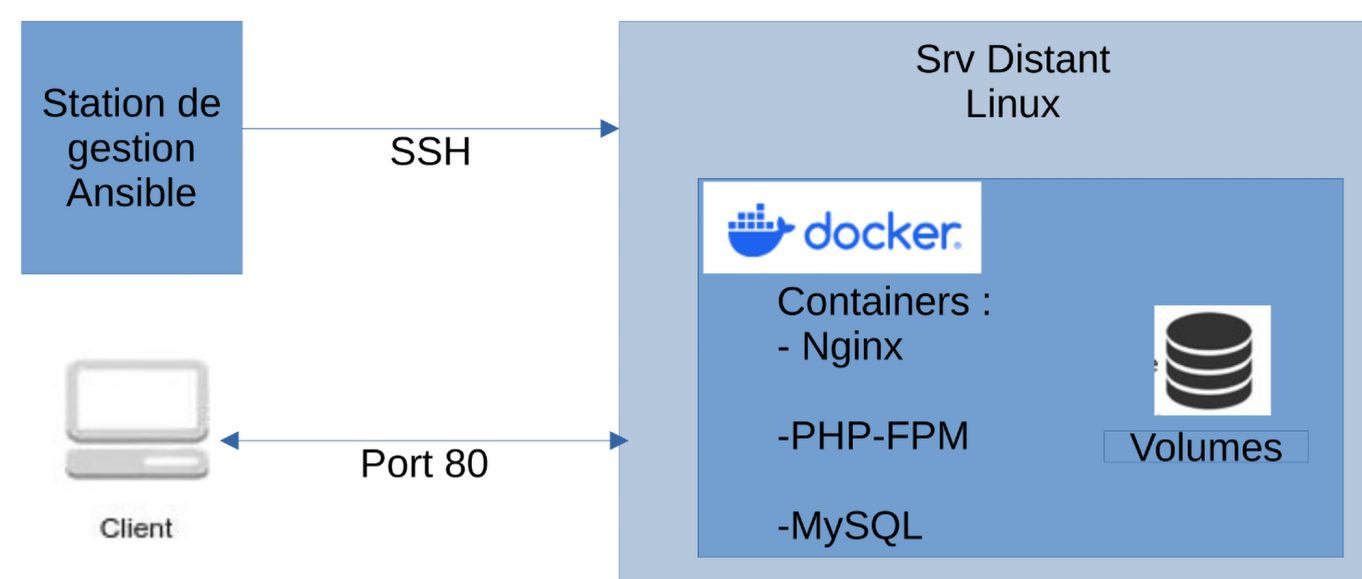 Station de
gestion
Ansible
SSH
Srv Distant
Linux
docker.
Containers :
- Nginx
-PHP-FPM
-MySQL
Volumes
Port 80
Client